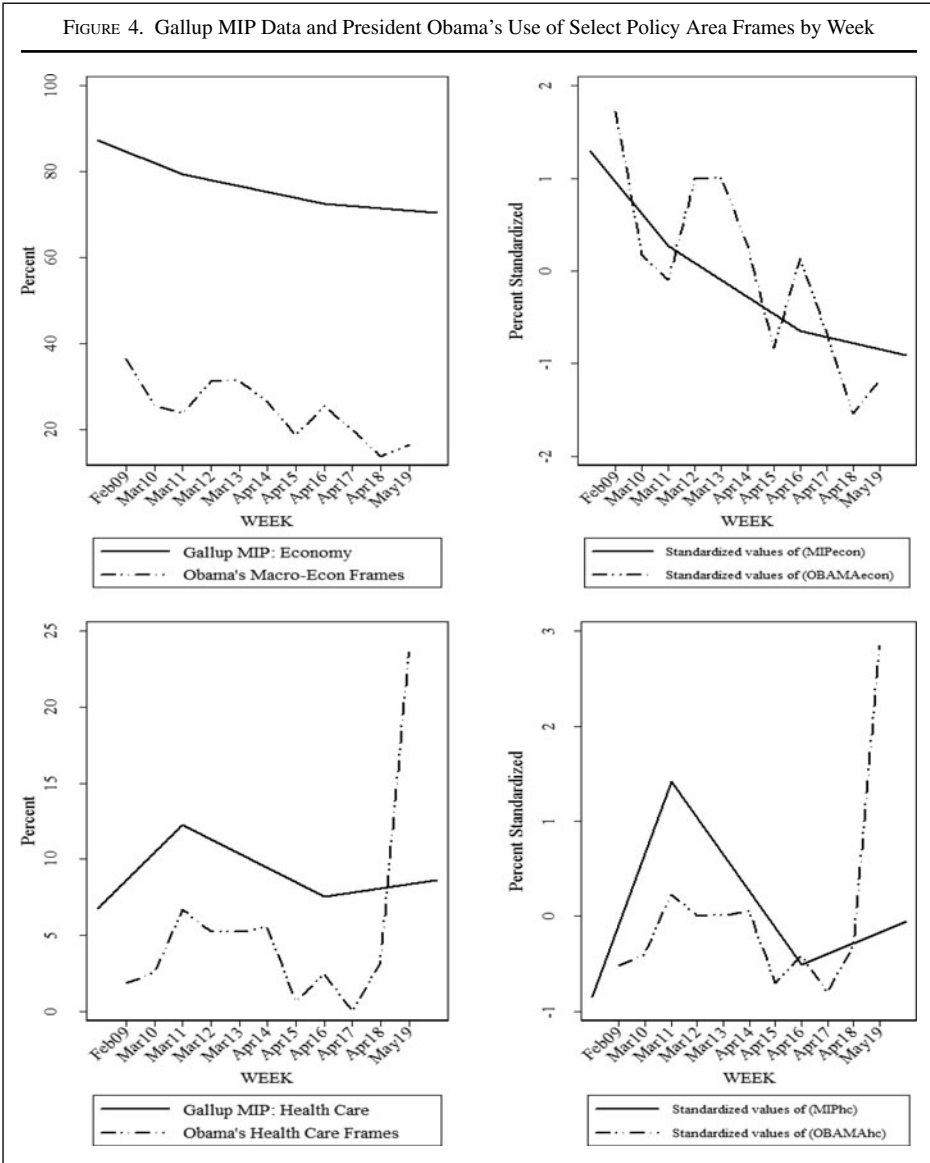 FIGURE 4. Gallup MIP Data and President Obama's Use of Select Policy Area Frames by Week
100
80
60
40
20
Percent
Feb09 Mar10 Mar11 Mar12 Mar13 Apr14 Apr15 Apr16 Apr17 Apr18 May19
WEEK
Gallup MIP: Economy
Obama's Macro-Econ Frames
2
1
0
-1
-2
Percent Standardized
Feb09 Mar10 Mar11 Mar12 Mar13 Apr14 Apr15 Apr16 Apr17 Apr18 May19
WEEK
Standardized values of (MIPecon)
Standardized values of (OBAMAecon)
25
20
15
10
5
0
Percent
Feb09 Mar10 Mar11 Mar12 Mar13 Apr14 Apr15 Apr16 Apr17 Apr18 May19
WEEK
Gallup MIP: Health Care
Obama's Health Care Frames
3
2
1
0
-1
Percent Standardized
Feb09 Mar10 Mar11 Mar12 Mar13 Apr14 Apr15 Apr16 Apr17 Apr18 May19
WEEK
Standardized values of (MIPhc)
Standardized values of (OBAMAhc)